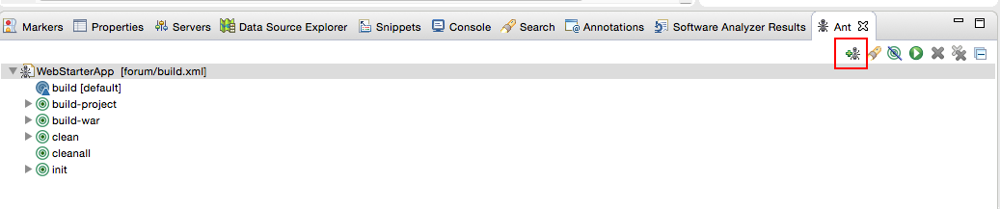 Markers Properties Servers Data Source Explorer Snippets Console Search Annotations Software Analyzer Results Ant
WebStarterApp [forum/build.xml]
build [default]
build-project
build-war
clean
cleanall
init